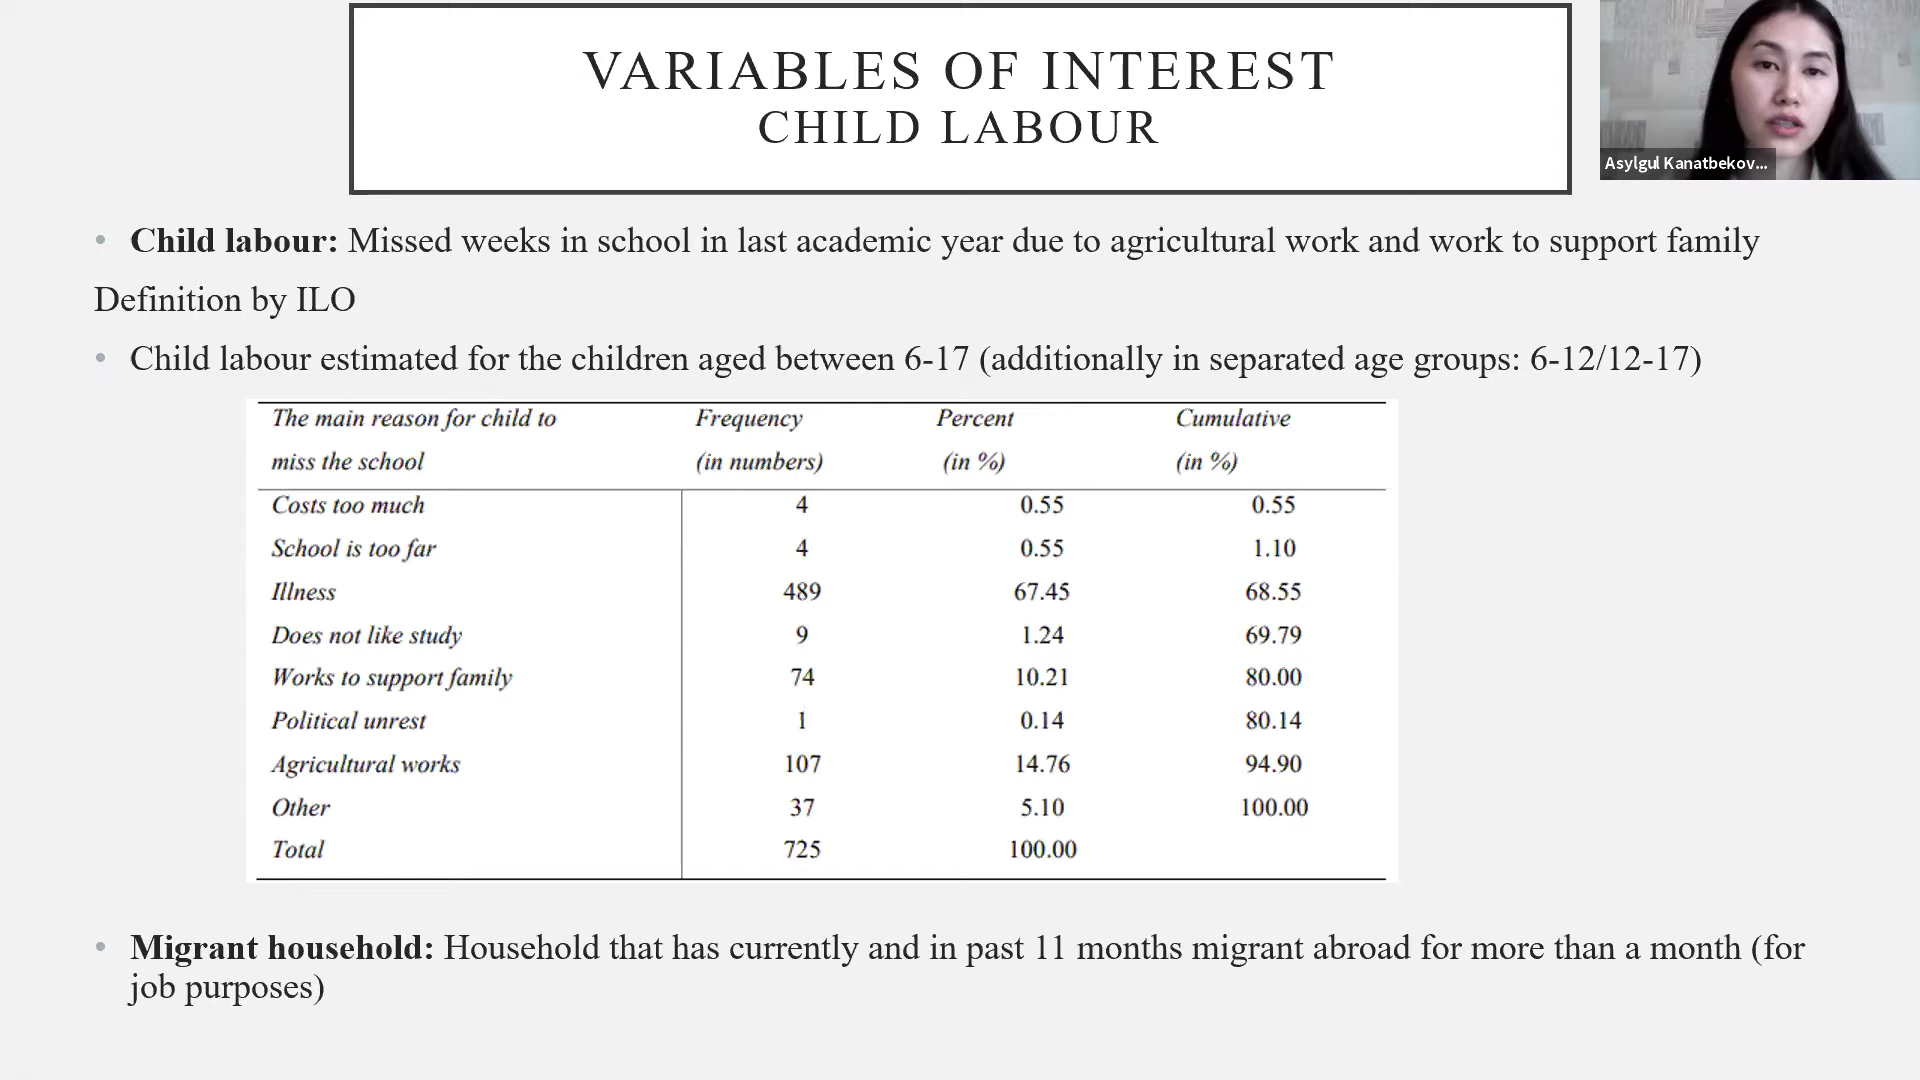 VARIABLES OF INTEREST
CHILD LABOUR
Asylgul Kanatbekov...
• Child labour: Missed weeks in school in last academic year due to agricultural work and work to support family
Definition by ILO
• Child labour estimated for the children aged between 6-17 (additionally in separated age groups: 6-12/12-17)
The main reason for child to Frequency Percent Cumulative
miss the school (in numbers) (in %) (in %)
Costs too much 4 0.55 0.55
School is too far 4 0.55 1.10
Illness 489 67.45 68.55
Does not like study 9 1.24 69.79
Works to support family 74 10.21 80.00
Political unrest 1 0.14 80.14
Agricultural works 107 14.76 94.90
Other 37 5.10 100.00
Total 725 100.00
• Migrant household: Household that has currently and in past 11 months migrant abroad for more than a month (for
job purposes)